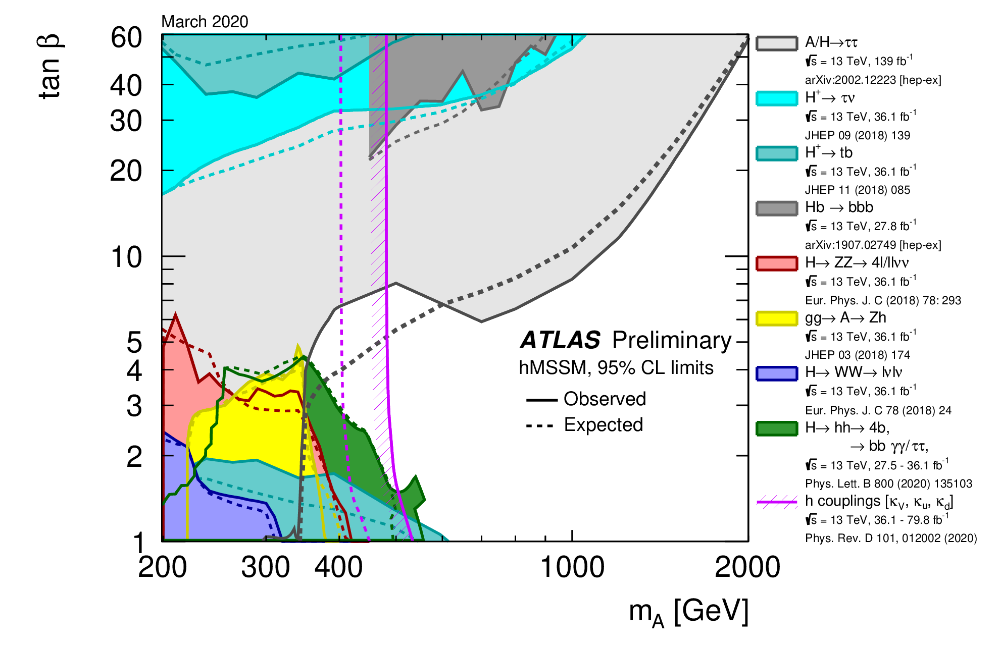 March 2020
tan β
60
40
30
20
10
5
4
3
2
1
200
300
400
1000
2000
m_A [GeV]
ATLAS Preliminary
hMSSM, 95% CL limits
Observed
Expected
A/H→ττ
√s = 13 TeV, 139 fb⁻¹
arXiv:2002.12223 [hep-ex]
H⁺→ τν
√s = 13 TeV, 36.1 fb⁻¹
JHEP 09 (2018) 139
H⁺→ tb
√s = 13 TeV, 36.1 fb⁻¹
JHEP 11 (2018) 085
Hb → bbb
√s = 13 TeV, 27.8 fb⁻¹
arXiv:1907.02749 [hep-ex]
H→ ZZ→ 4l/llνν
√s = 13 TeV, 36.1 fb⁻¹
Eur. Phys. J. C (2018) 78: 293
gg→ A→ Zh
√s = 13 TeV, 36.1 fb⁻¹
JHEP 03 (2018) 174
H→ WW→ lνlν
√s = 13 TeV, 36.1 fb⁻¹
Eur. Phys. J. C 78 (2018) 24
H→ hh→ 4b,
→ bb γγ/ττ,
√s = 13 TeV, 27.5 - 36.1 fb⁻¹
Phys. Lett. B 800 (2020) 135103
h couplings [κ_V, κ_u, κ_d]
√s = 13 TeV, 36.1 - 79.8 fb⁻¹
Phys. Rev. D 101, 012002 (2020)